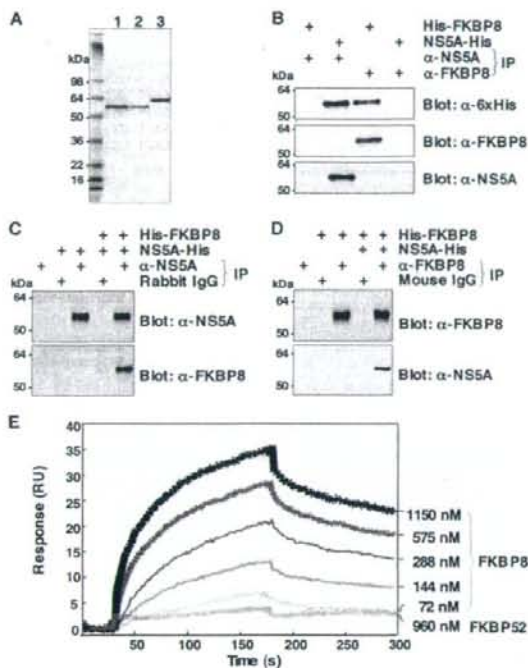 A
1 2 3
kDa
98
64
50
36
22
16
B
+ + His-FKBP8
+ + NS5A-His
+ + α-NS5A
+ + α-FKBP8
IP
kDa
64
50
Blot: α-6xHis
64
50
Blot: α-FKBP8
64
50
Blot: α-NS5A
C
+ + His-FKBP8
+ + + + NS5A-His
+ + + α-NS5A
+ + Rabbit IgG
IP
kDa
64
50
Blot: α-NS5A
64
50
Blot: α-FKBP8
D
+ + + + His-FKBP8
+ + NS5A-His
+ + + α-FKBP8
+ + Mouse IgG
IP
kDa
64
50
Blot: α-FKBP8
64
50
Blot: α-NS5A
E
Response (RU)
40
35
30
25
20
15
10
5
0
0 50 100 150 200 250 300
Time (s)
1150 nM
575 nM
288 nM
144 nM
72 nM
FKBP8
960 nM FKBP52